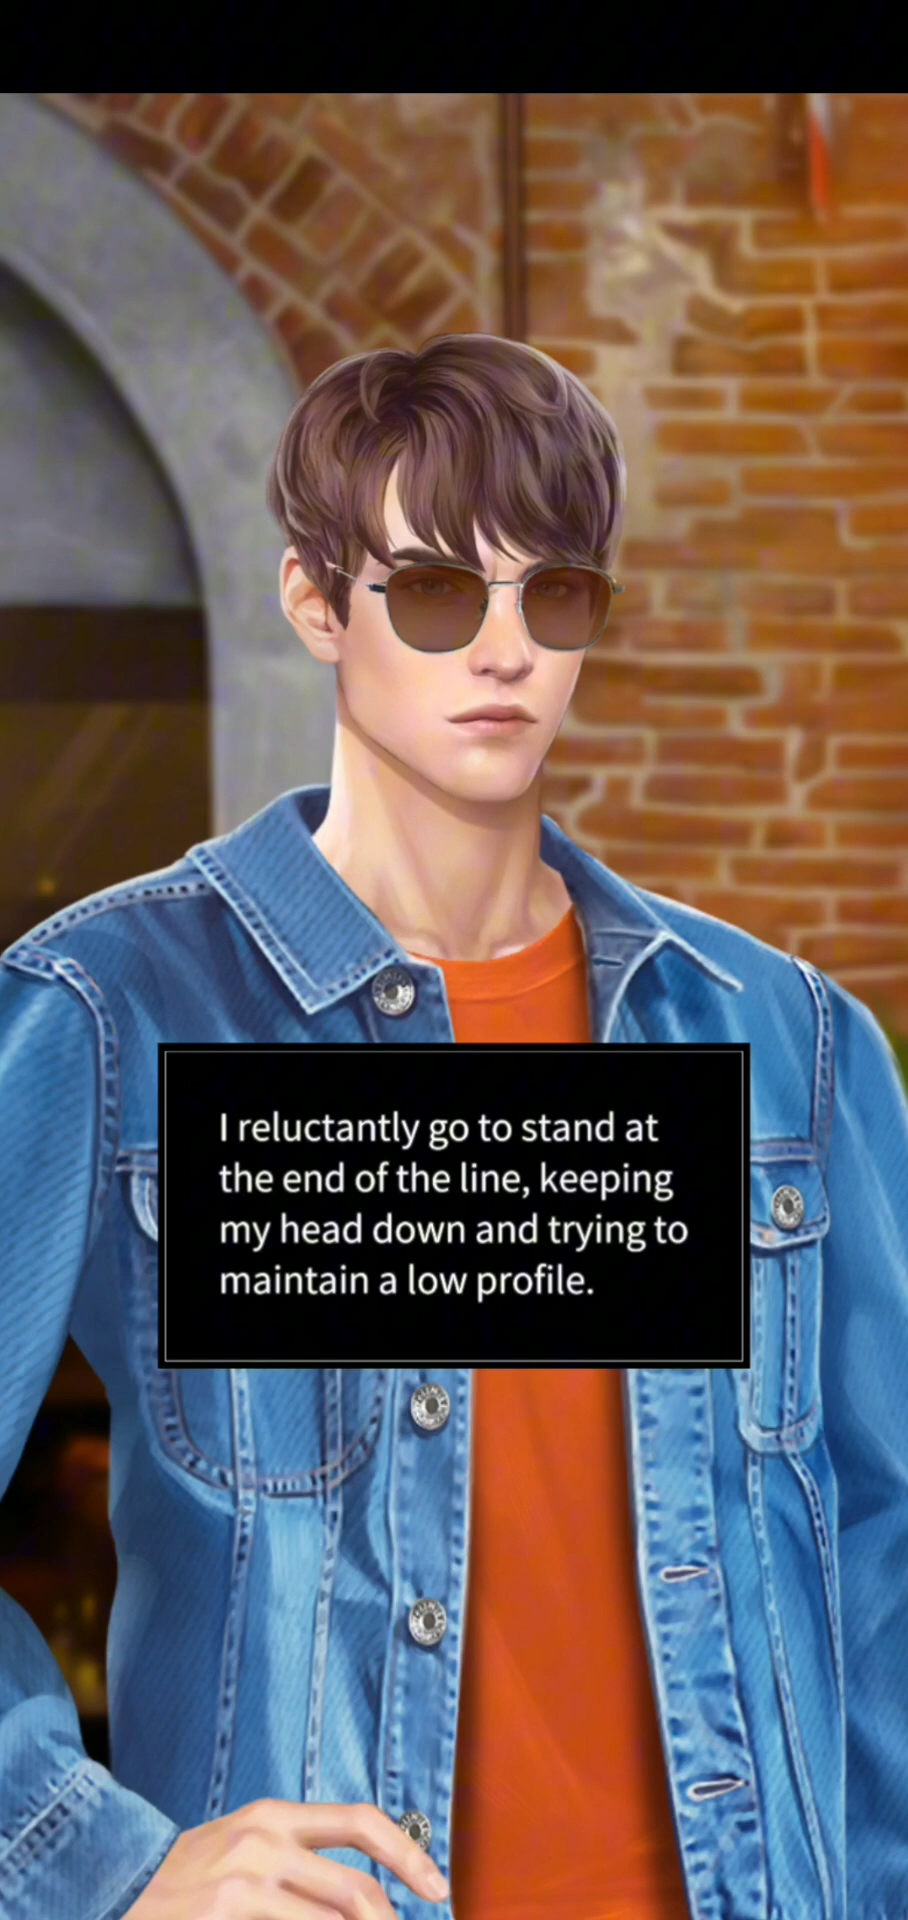 I reluctantly go to stand at
the end of the line, keeping
my head down and trying to
maintain a low profile.